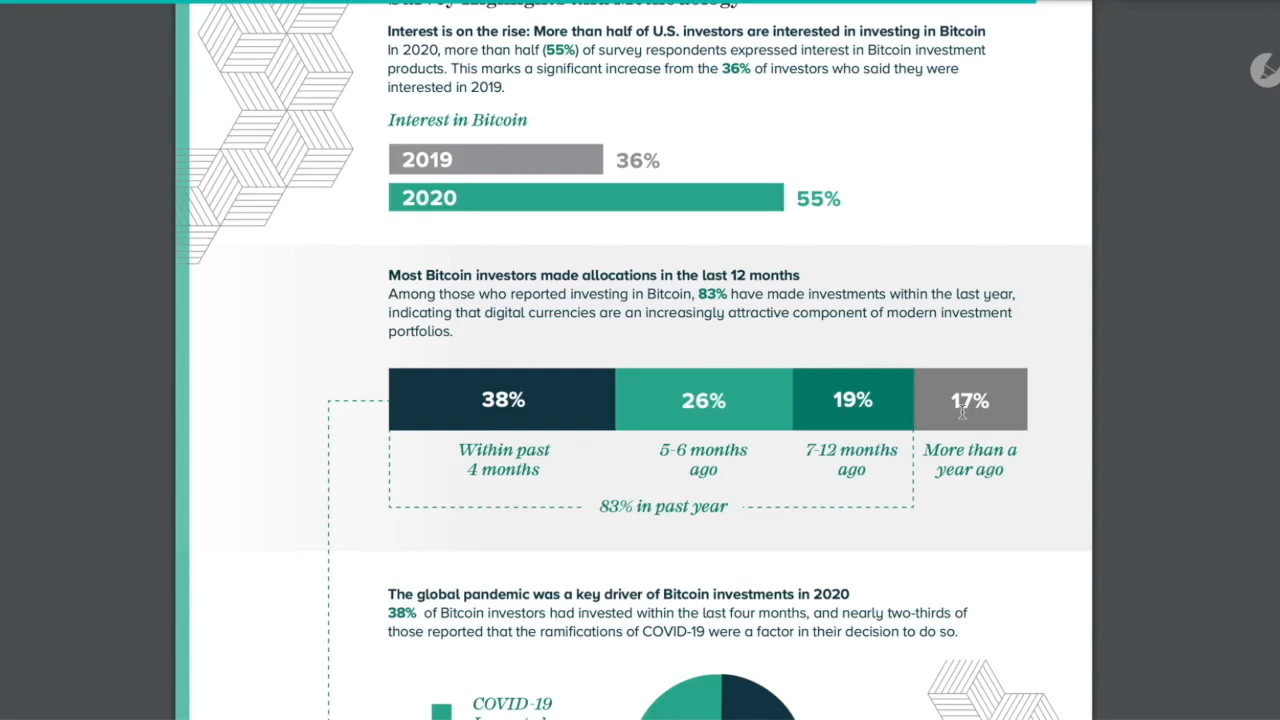 Survey Highlights and Methodology
Interest is on the rise: More than half of U.S. investors are interested in investing in Bitcoin
In 2020, more than half (55%) of survey respondents expressed interest in Bitcoin investment
products. This marks a significant increase from the 36% of investors who said they were
interested in 2019.
Interest in Bitcoin
2019 36%
2020 55%
Most Bitcoin investors made allocations in the last 12 months
Among those who reported investing in Bitcoin, 83% have made investments within the last year,
indicating that digital currencies are an increasingly attractive component of modern investment
portfolios.
38% 26% 19% 17%
Within past
4 months
5-6 months
ago
7-12 months
ago
More than a
year ago
83% in past year
The global pandemic was a key driver of Bitcoin investments in 2020
38% of Bitcoin investors had invested within the last four months, and nearly two-thirds of
those reported that the ramifications of COVID-19 were a factor in their decision to do so.
COVID-19